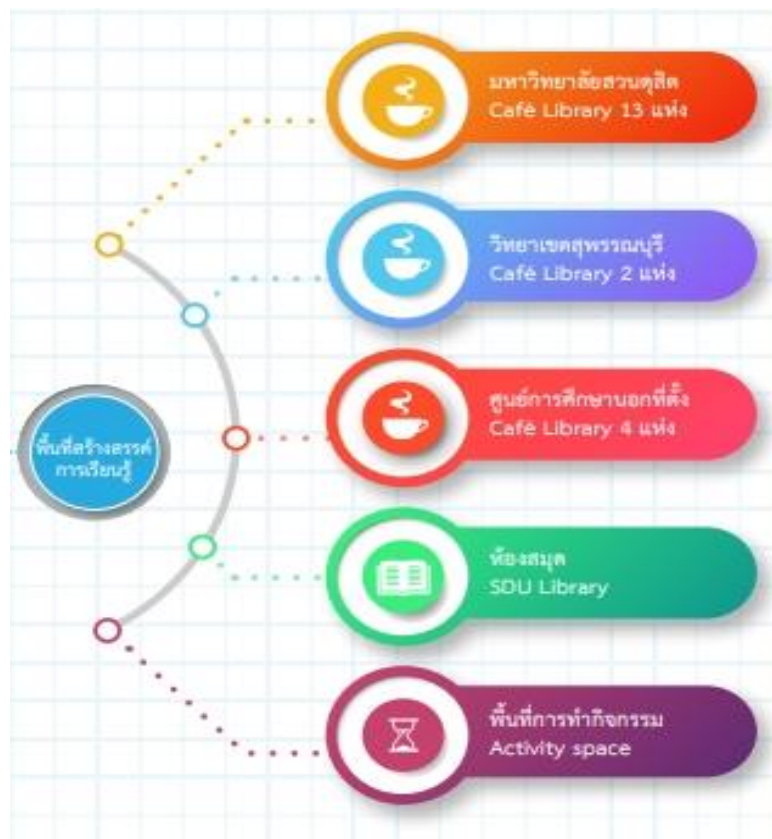 มหาวิทยาลัยสวนดุสิต
Café Library 13 แห่ง
วิทยาเขตสุพรรณบุรี
Café Library 2 แห่ง
พื้นที่สร้างสรรค์
การเรียนรู้
ศูนย์การศึกษานอกที่ตั้ง
Café Library 4 แห่ง
ห้องสมุด
SDU Library
พื้นที่การทำกิจกรรม
Activity space